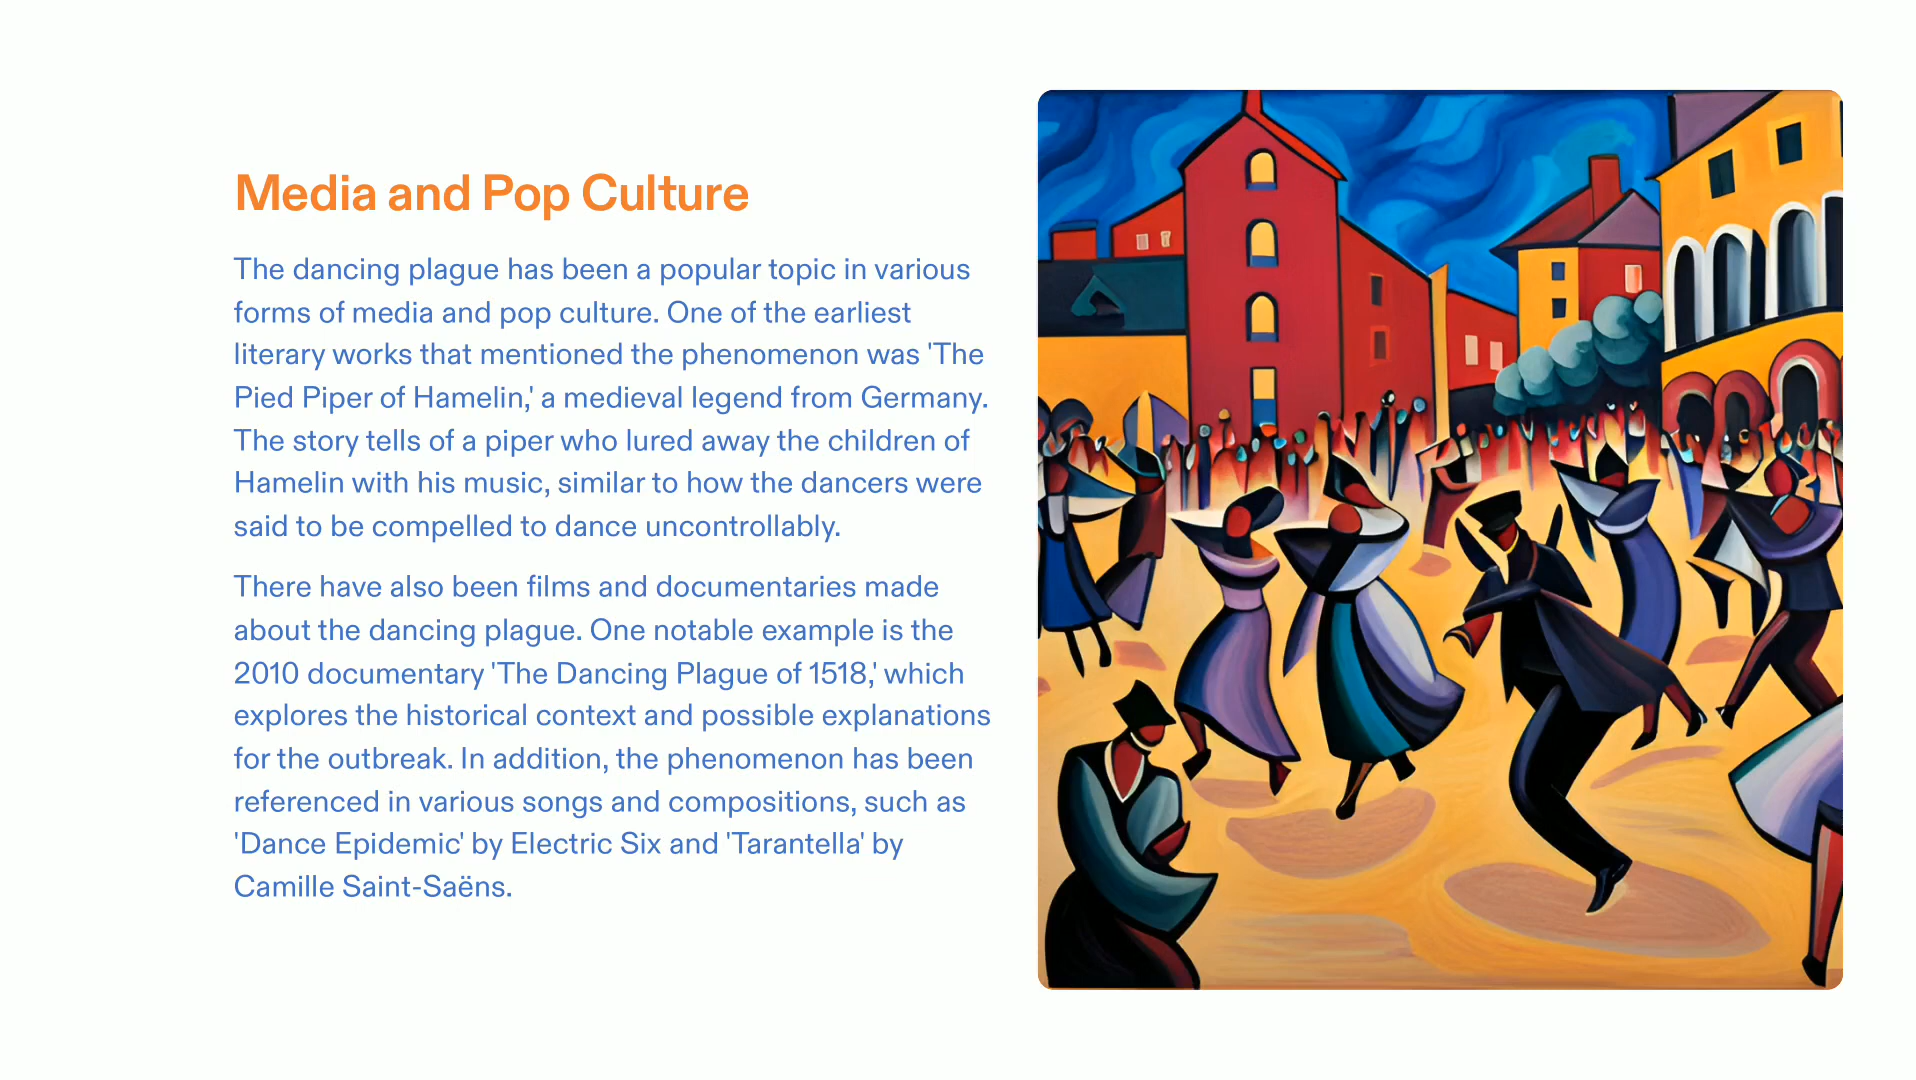 Media and Pop Culture
The dancing plague has been a popular topic in various
forms of media and pop culture. One of the earliest
literary works that mentioned the phenomenon was 'The
Pied Piper of Hamelin,' a medieval legend from Germany.
The story tells of a piper who lured away the children of
Hamelin with his music, similar to how the dancers were
said to be compelled to dance uncontrollably.
There have also been films and documentaries made
about the dancing plague. One notable example is the
2010 documentary 'The Dancing Plague of 1518,' which
explores the historical context and possible explanations
for the outbreak. In addition, the phenomenon has been
referenced in various songs and compositions, such as
'Dance Epidemic' by Electric Six and 'Tarantella' by
Camille Saint-Saëns.